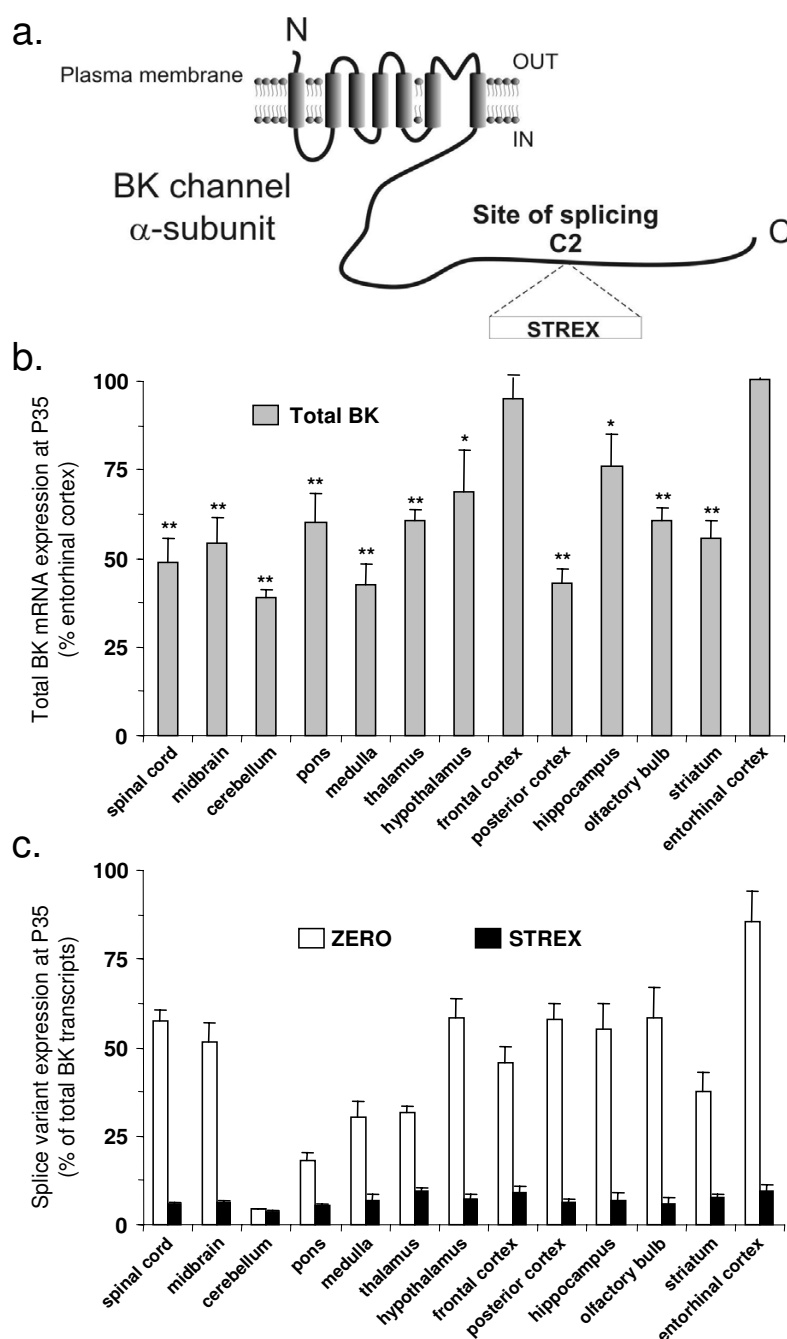 a.
N
Plasma membrane
OUT
IN
BK channel
α-subunit
Site of splicing
C2
C
STREX
b.
Total BK mRNA expression at P35
(% entorhinal cortex)
100
75
50
25
0
Total BK
**
**
**
**
**
**
*
**
*
**
**
spinal cord
midbrain
cerebellum
pons
medulla
thalamus
hypothalamus
frontal cortex
posterior cortex
hippocampus
olfactory bulb
striatum
entorhinal cortex
c.
Splice variant expression at P35
(% of total BK transcripts)
100
75
50
25
0
ZERO
STREX
spinal cord
midbrain
cerebellum
pons
medulla
thalamus
hypothalamus
frontal cortex
posterior cortex
hippocampus
olfactory bulb
striatum
entorhinal cortex